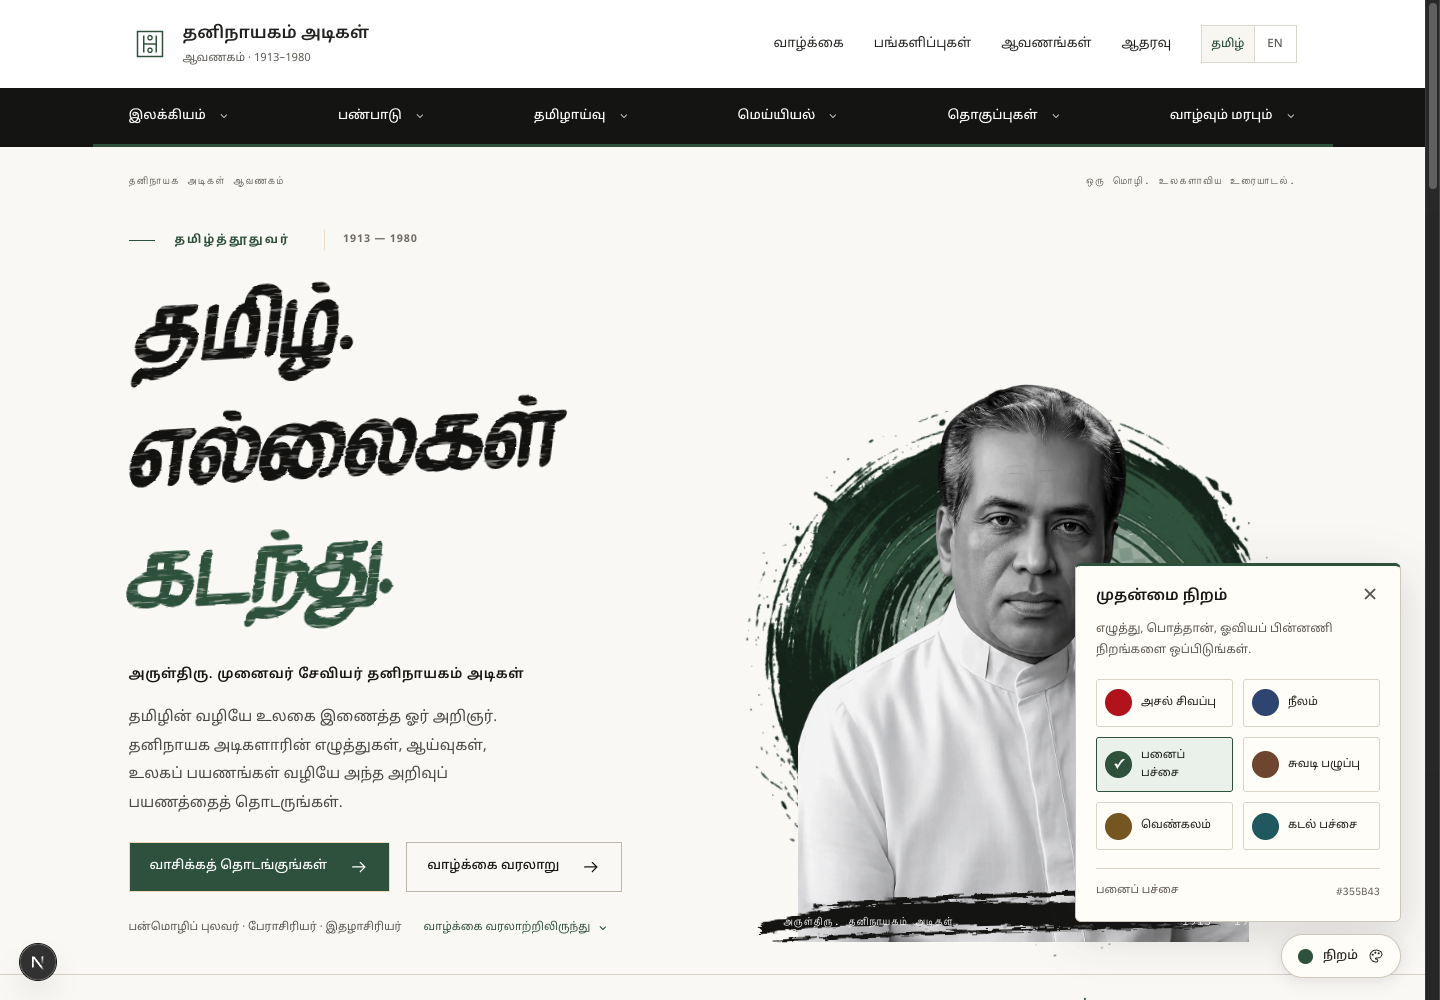 தனிநாயகம் அடிகள்
ஆவணகம் · 1913–1980
வாழ்க்கை
பங்களிப்புகள்
ஆவணங்கள்
ஆதரவு
தமிழ்
EN
இலக்கியம்
பண்பாடு
தமிழாய்வு
மெய்யியல்
தொகுப்புகள்
வாழ்வும் மரபும்
தனிநாயக அடிகள் ஆவணகம்
ஒரு மொழி. உலகளாவிய உரையாடல்.
தமிழ்த்தூதுவர்
1913 — 1980
தமிழ்.
எல்லைகள்
கடந்து.
அருள்திரு. முனைவர் சேவியர் தனிநாயகம் அடிகள்
தமிழின் வழியே உலகை இணைத்த ஓர் அறிஞர்.
தனிநாயக அடிகளாரின் எழுத்துகள், ஆய்வுகள்,
உலகப் பயணங்கள் வழியே அந்த அறிவுப்
பயணத்தைத் தொடருங்கள்.
வாசிக்கத் தொடங்குங்கள் →
வாழ்க்கை வரலாறு →
பன்மொழிப் புலவர் · பேராசிரியர் · இதழாசிரியர்
வாழ்க்கை வரலாற்றிலிருந்து
அருள்திரு. தனிநாயகம் அடிகள்
முதன்மை நிறம்
எழுத்து, பொத்தான், ஓவியப் பின்னணி
நிறங்களை ஒப்பிடுங்கள்.
அசல் சிவப்பு
நீலம்
பனைப்
பச்சை
சுவடி பழுப்பு
வெண்கலம்
கடல் பச்சை
பனைப் பச்சை
#355B43
நிறம்
N